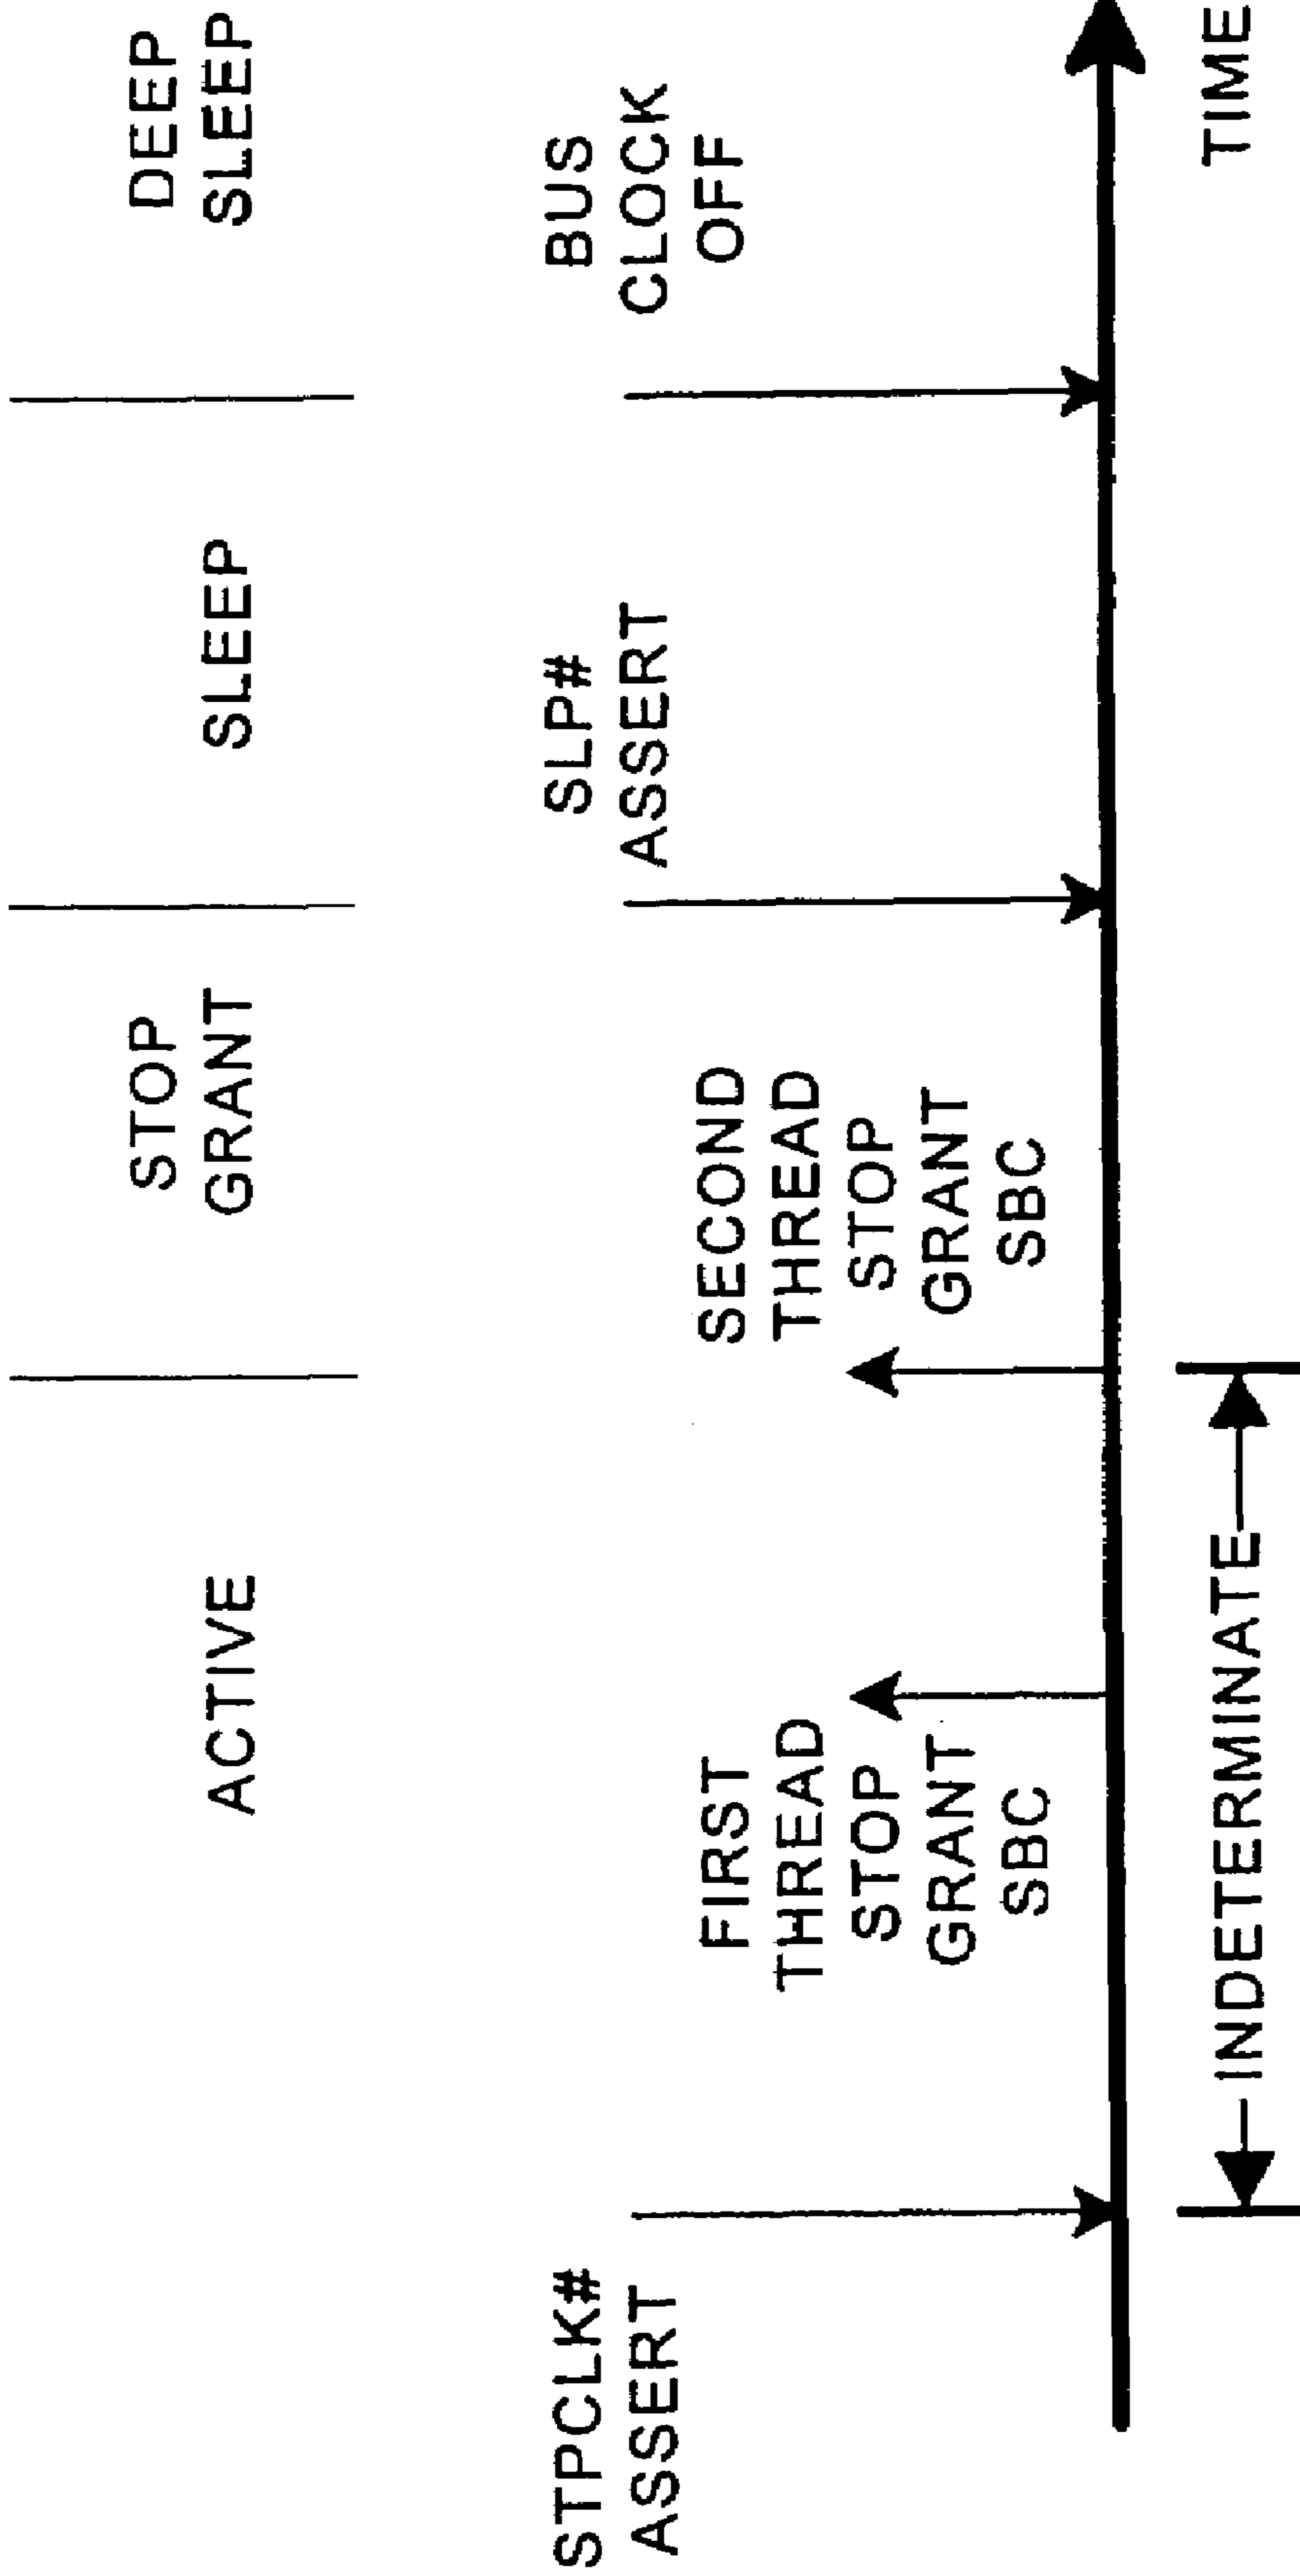 ACTIVE
STOP
GRANT
SLEEP
DEEP
SLEEP
STPCLK#
ASSERT
FIRST
THREAD
STOP
GRANT
SBC
SECOND
THREAD
STOP
GRANT
SBC
SLP#
ASSERT
BUS
CLOCK
OFF
INDETERMINATE
TIME